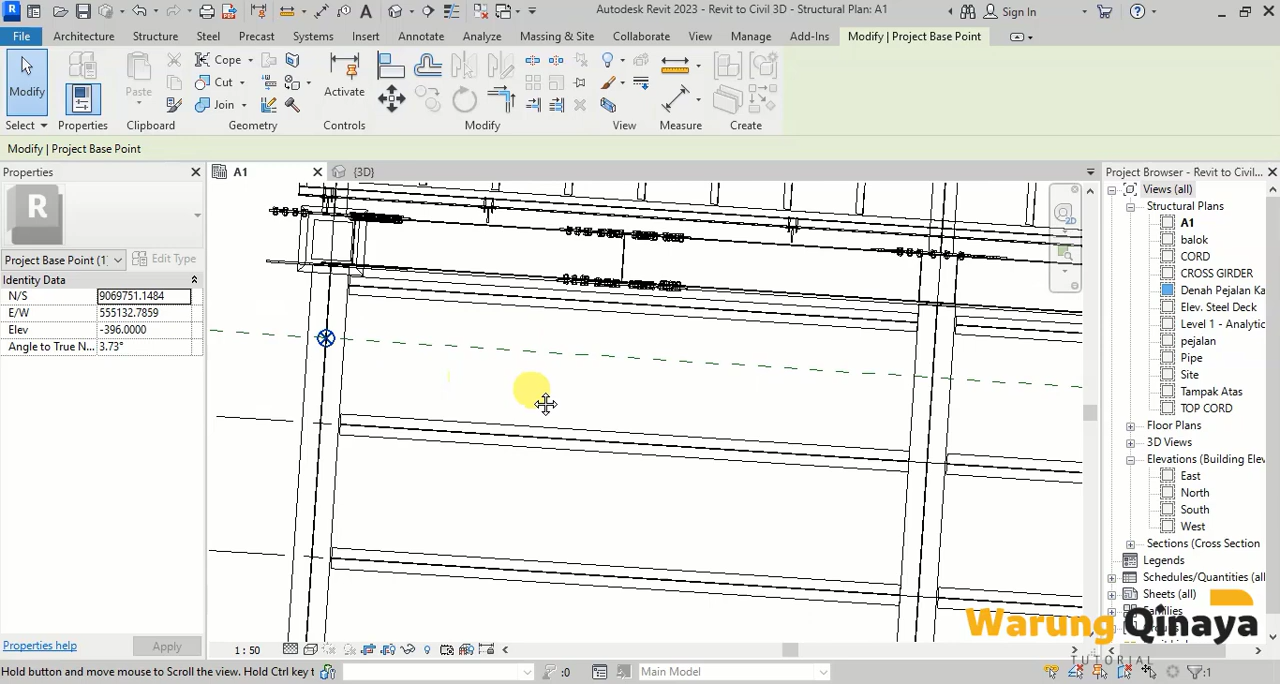 Autodesk Revit 2023 - Revit to Civil 3D - Structural Plan: A1
Sign In
File
Architecture
Structure
Steel
Precast
Systems
Insert
Annotate
Analyze
Massing & Site
Collaborate
View
Manage
Add-Ins
Modify | Project Base Point
Modify
Properties
Paste
Cope
Cut
Join
Activate
Select
Properties
Clipboard
Geometry
Controls
Modify
View
Measure
Create
Modify | Project Base Point
Properties
A1
{3D}
Project Browser - Revit to Civil...
R
Project Base Point (1)
Edit Type
Identity Data
N/S 9069751.1484
E/W 555132.7859
Elev -396.0000
Angle to True N... 3.73°
2D
Views (all)
Structural Plans
A1
balok
CORD
CROSS GIRDER
Denah Pejalan Ka
Elev. Steel Deck
Level 1 - Analytic
pejalan
Pipe
Site
Tampak Atas
TOP CORD
Floor Plans
3D Views
Elevations (Building Elev
East
North
South
West
Sections (Cross Section
Legends
Schedules/Quantities (all
Sheets (all)
Families
Warung Qinaya
TUTORIAL
Properties help
Apply
1 : 50
Hold button and move mouse to Scroll the view. Hold Ctrl key t
:0
Main Model
:1